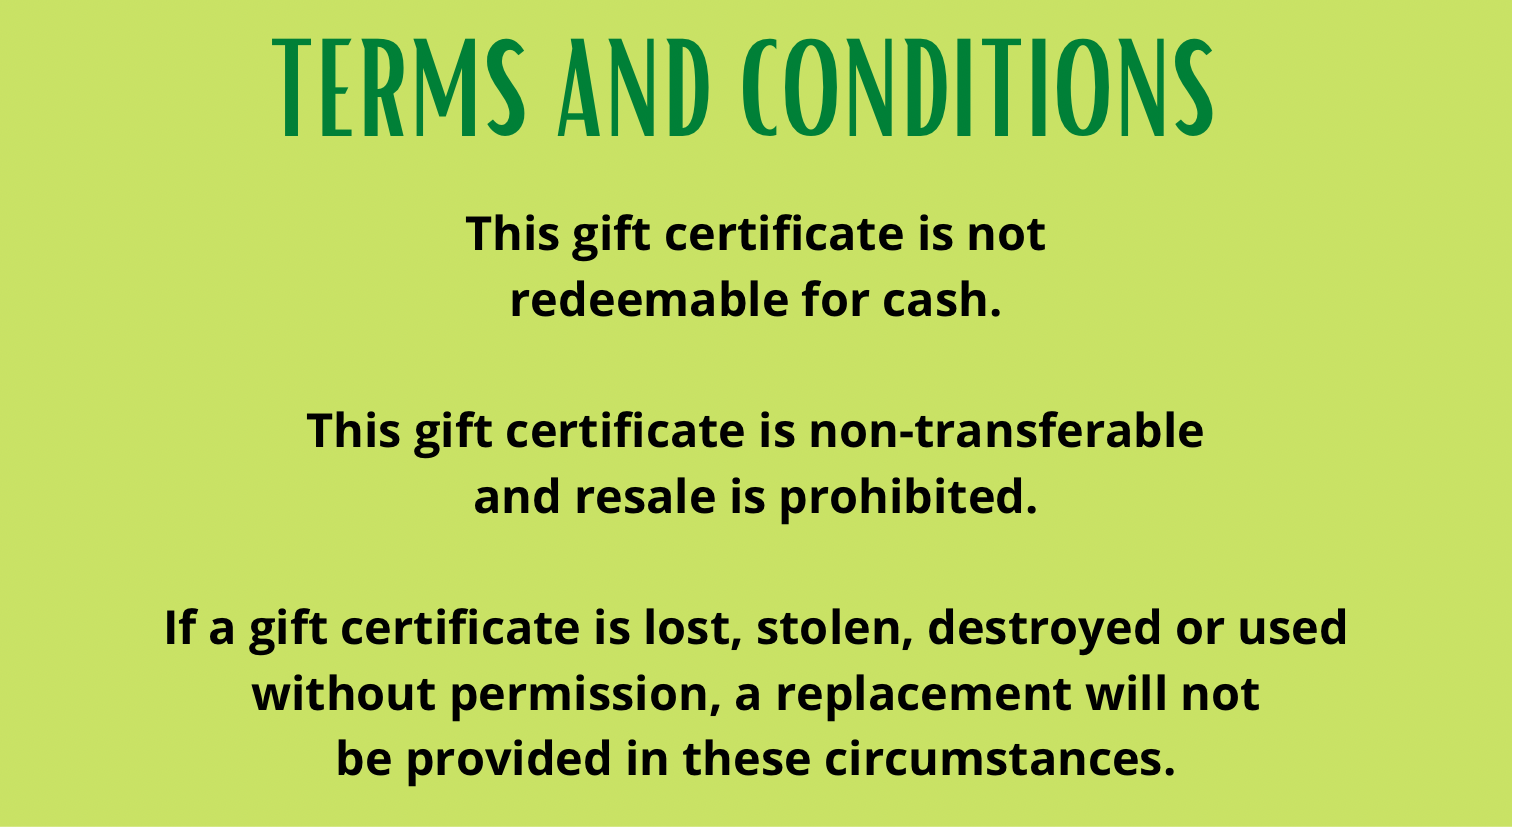 TERMS AND CONDITIONS
This gift certificate is not
redeemable for cash.
This gift certificate is non-transferable
and resale is prohibited.
If a gift certificate is lost, stolen, destroyed or used
without permission, a replacement will not
be provided in these circumstances.